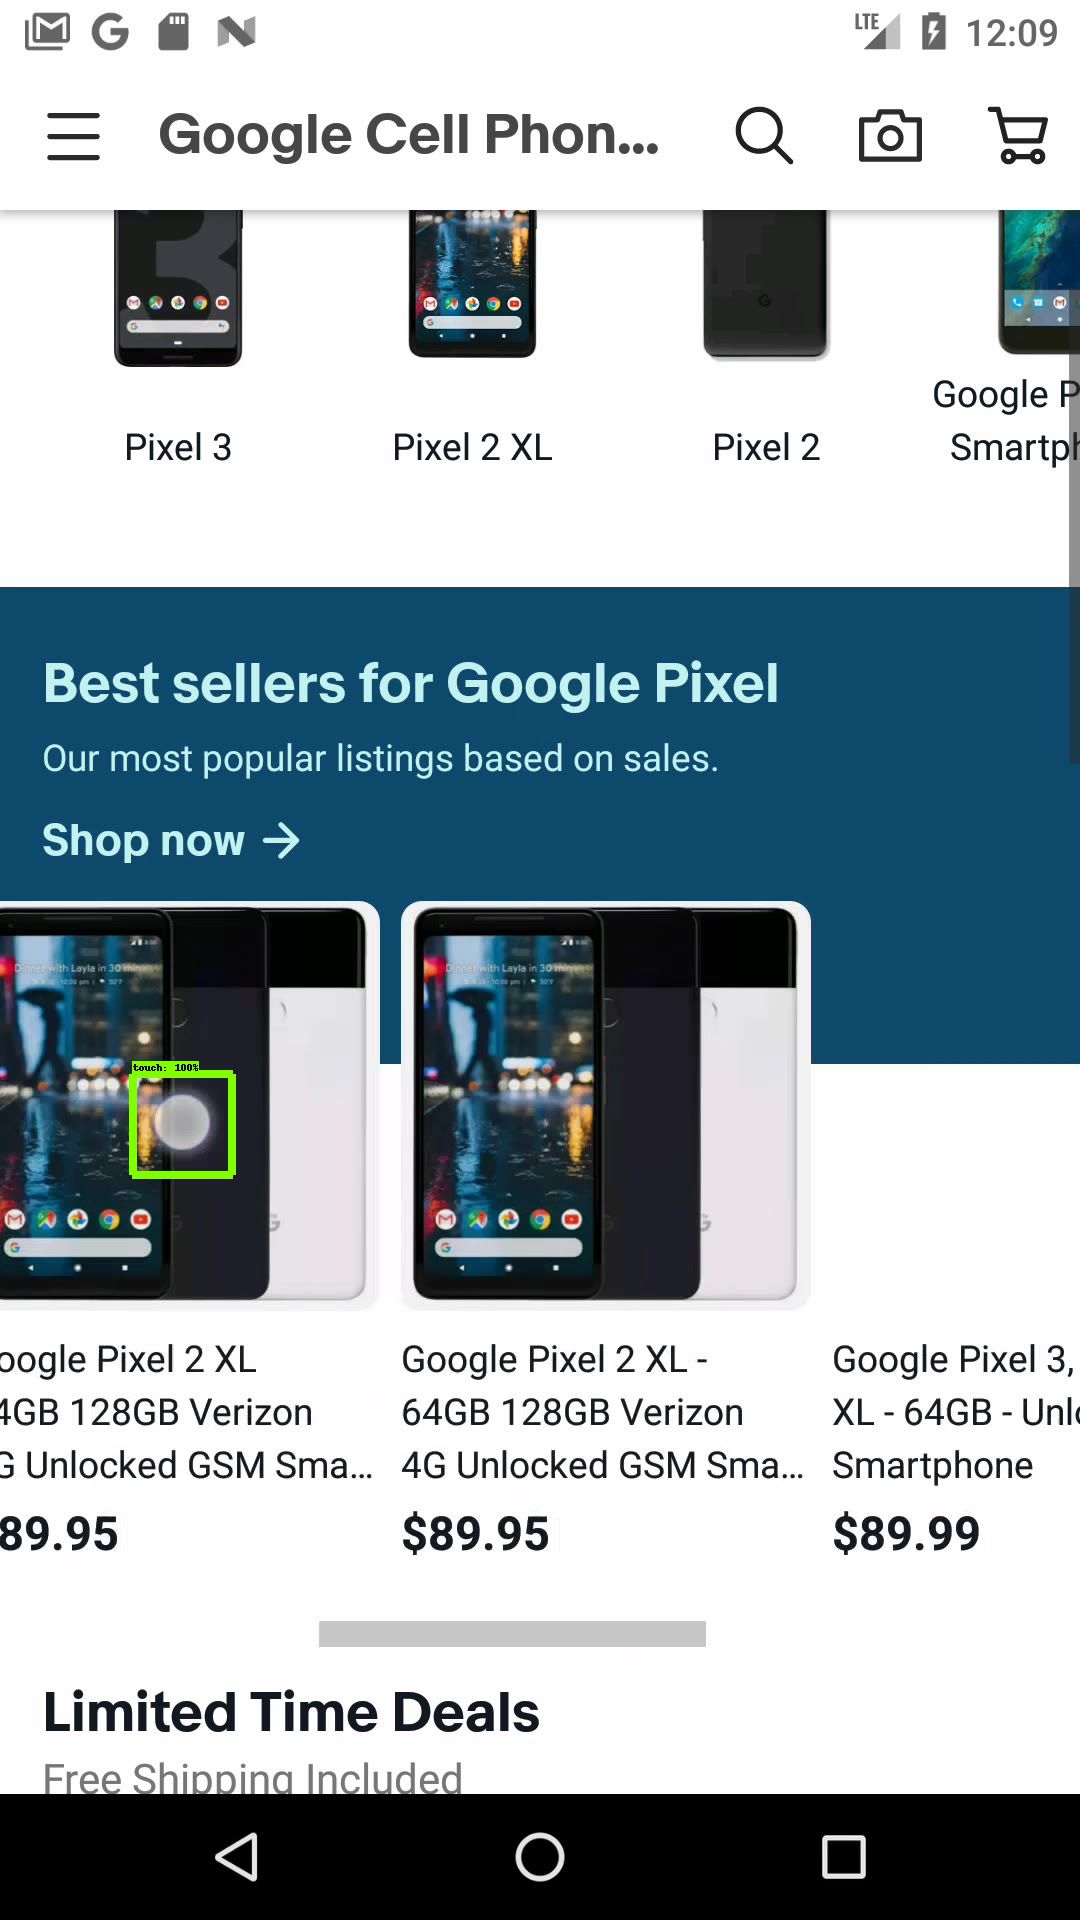 LTE
12:09
Google Cell Phon...
Pixel 3
Pixel 2 XL
Pixel 2
Google P
Smartph
Best sellers for Google Pixel
Our most popular listings based on sales.
Shop now
Dinner with Layla in 30 min
Dinner with Layla in 30 min
touch: 100%
oogle Pixel 2 XL
4GB 128GB Verizon
G Unlocked GSM Sma...
89.95
Google Pixel 2 XL -
64GB 128GB Verizon
4G Unlocked GSM Sma...
$89.95
Google Pixel 3,
XL - 64GB - Unlo
Smartphone
$89.99
Limited Time Deals
Free Shipping Included